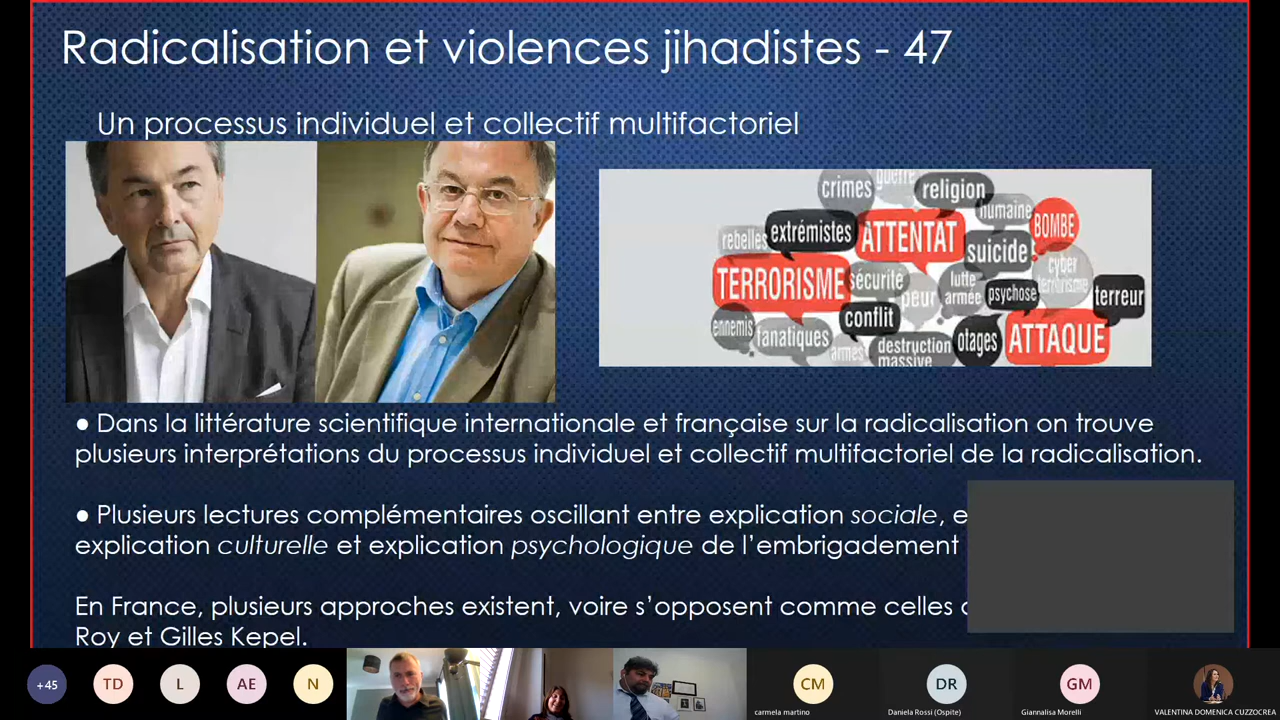 Radicalisation et violences jihadistes - 47
Un processus individuel et collectif multifactoriel
crimes guerre religion
humaine BOMBE
rebelles extrémistes ATTENTAT suicide
cyber terrorisme
TERRORISME sécurité lutte armée psychose terreur
peur
ennemis fanatiques conflit otages ATTAQUE
armes destruction massive
● Dans la littérature scientifique internationale et française sur la radicalisation on trouve
plusieurs interprétations du processus individuel et collectif multifactoriel de la radicalisation.
● Plusieurs lectures complémentaires oscillant entre explication sociale, e
explication culturelle et explication psychologique de l’embrigadement
En France, plusieurs approches existent, voire s’opposent comme celles
Roy et Gilles Kepel.
+45 TD L AE N CM DR GM
carmela martino Daniela Rossi (Ospite) Giannalisa Morelli VALENTINA DOMENICA CUZZOCREA